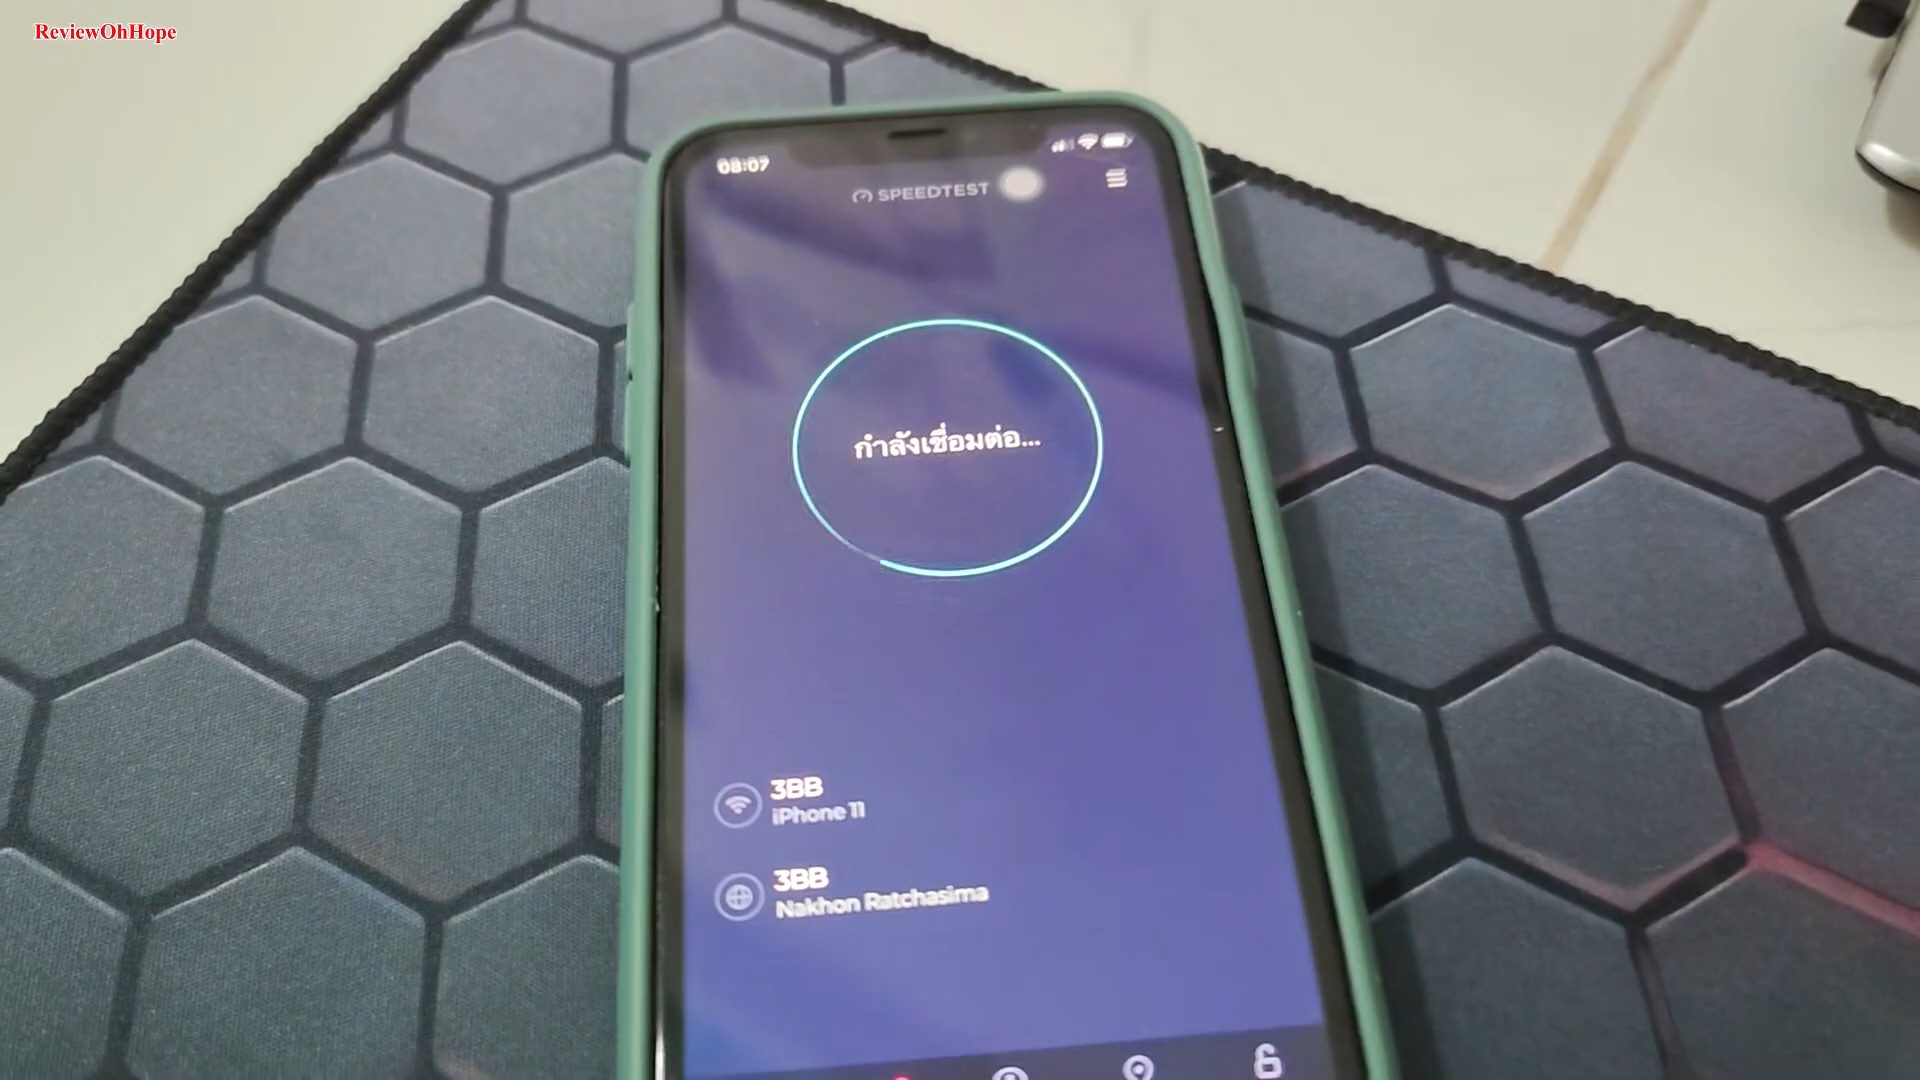 ReviewOhHope
08:07
SPEEDTEST
กำลังเชื่อมต่อ...
3BB
iPhone 11
3BB
Nakhon Ratchasima